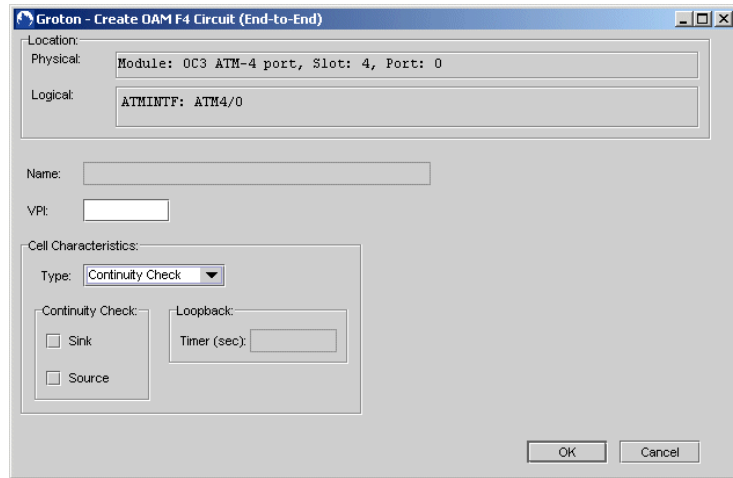 Groton - Create OAM F4 Circuit (End-to-End)
Location:
Physical: Module: OC3 ATM-4 port, Slot: 4, Port: 0
Logical: ATMINTF: ATM4/0
Name:
VPI:
Cell Characteristics:
Type: Continuity Check
Continuity Check: Loopback:
Sink Timer (sec):
Source
OK Cancel